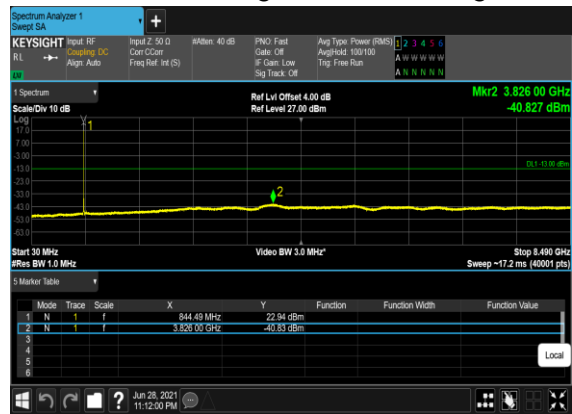 Spectrum Analyzer 1
Swept SA
+
KEYSIGHT Input: RF Input Z: 50 Ω #Atten: 40 dB PNO: Fast Avg Type: Power (RMS) 1 2 3 4 5 6
RL Coupling: DC Corr CCorr Gate: Off Avg|Hold: 100/100 A W W W W W
Align: Auto Freq Ref: Int (S) IF Gain: Low Trig: Free Run
Sig Track: Off A N N N N N
1 Spectrum Ref Lvl Offset 4.00 dB Mkr2 3.826 00 GHz
Scale/Div 10 dB Ref Level 27.00 dBm -40.827 dBm
Log
17.0 1
7.00
-3.00
-13.0 DL1 -13.00 dBm
-23.0
-33.0 2
-43.0
-53.0
-63.0
Start 30 MHz Video BW 3.0 MHz* Stop 8.490 GHz
#Res BW 1.0 MHz Sweep ~17.2 ms (40001 pts)
5 Marker Table
Mode Trace Scale X Y Function Function Width Function Value
1 N 1 f 844.49 MHz 22.94 dBm
2 N 1 f 3.826 00 GHz -40.83 dBm
3
4
5 Local
6
? Jun 28, 2021
11:12:00 PM